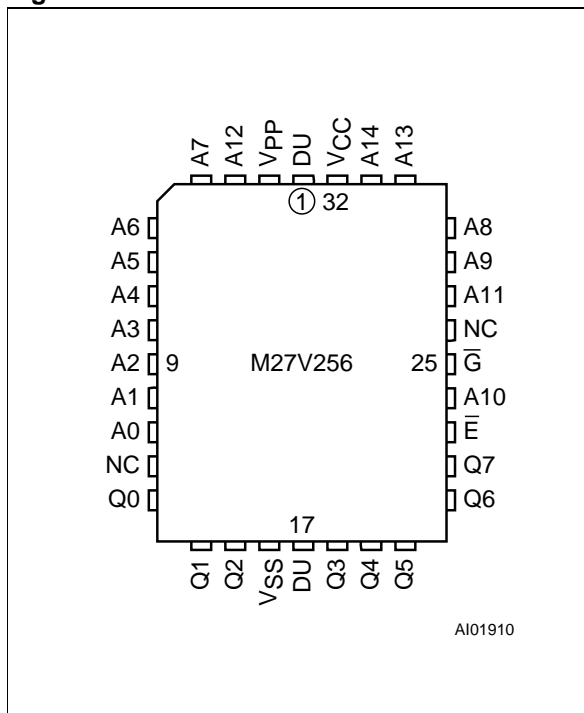 A7 A12 VPP DU VCC A14 A13
① 32
A6 A8
A5 A9
A4 A11
A3 NC
A2 9 M27V256 25 G̅
A1 A10
A0 E̅
NC Q7
Q0 Q6
17
Q1 Q2 VSS DU Q3 Q4 Q5
AI01910